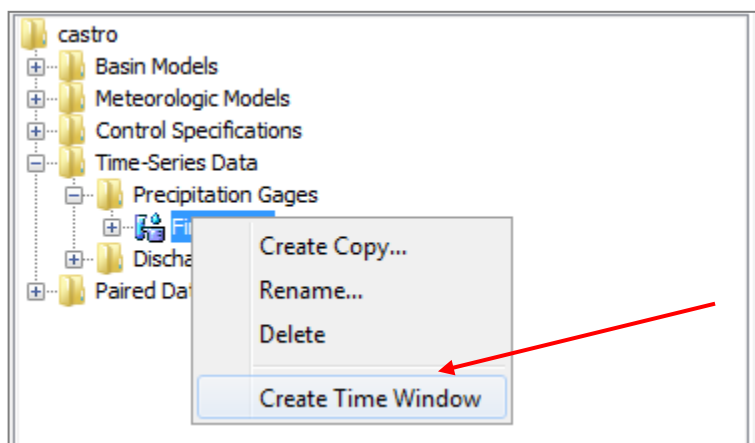 castro
Basin Models
Meteorologic Models
Control Specifications
Time-Series Data
Precipitation Gages
Create Copy...
Rename...
Delete
Create Time Window